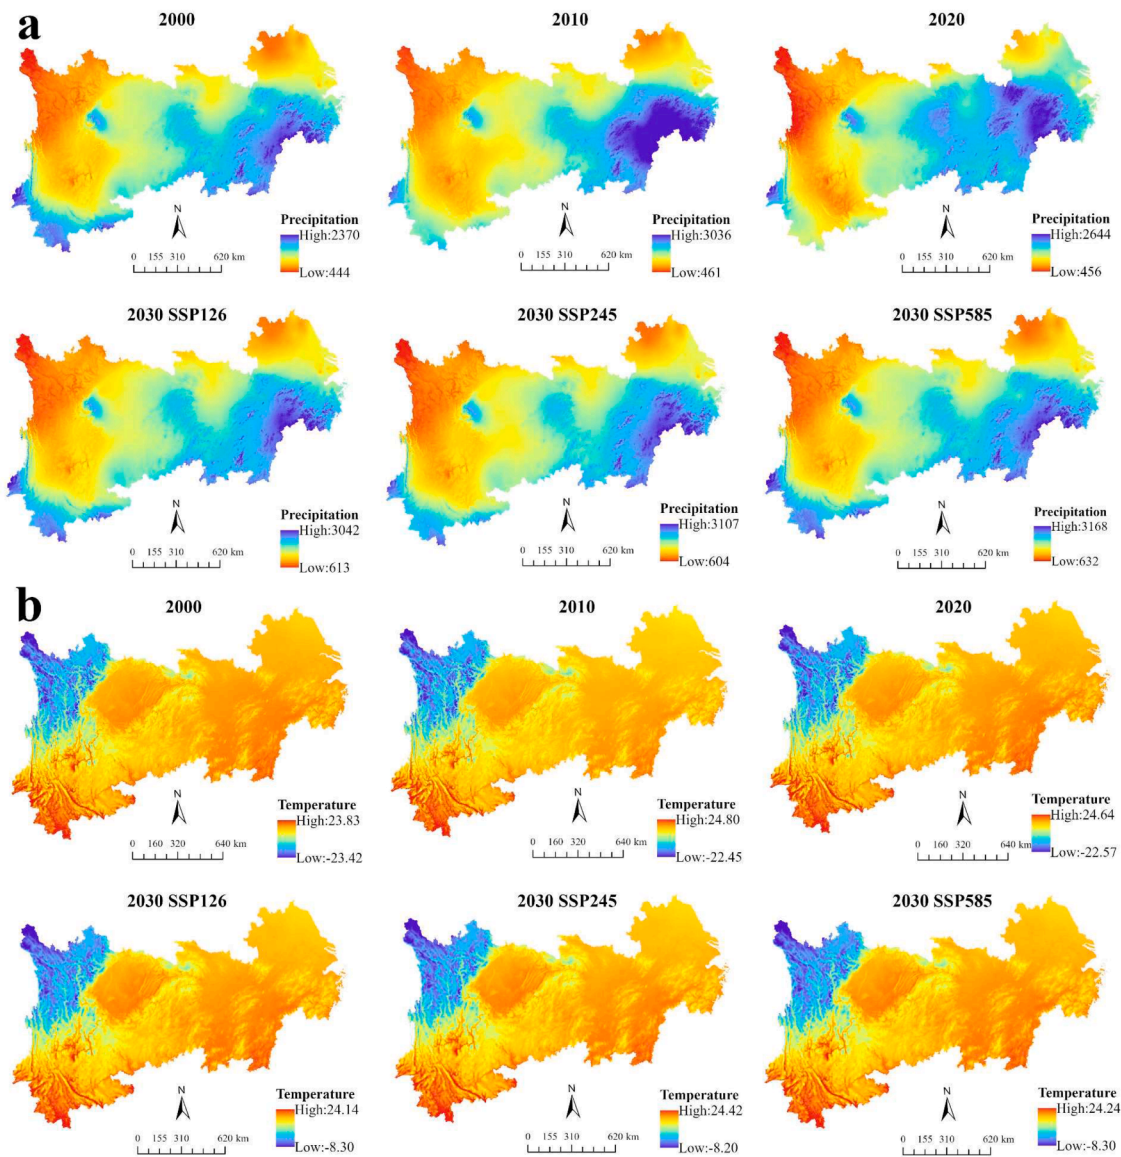 a
2000
2010
2020
N
Precipitation
High:2370
Low:444
0 155 310 620 km
N
Precipitation
High:3036
Low:461
0 155 310 620 km
N
Precipitation
High:2644
Low:456
0 155 310 620 km
2030 SSP126
2030 SSP245
2030 SSP585
N
Precipitation
High:3042
Low:613
0 155 310 620 km
N
Precipitation
High:3107
Low:604
0 155 310 620 km
N
Precipitation
High:3168
Low:632
0 155 310 620 km
b
2000
2010
2020
N
Temperature
High:23.83
Low:-23.42
0 160 320 640 km
N
Temperature
High:24.80
Low:-22.45
0 160 320 640 km
N
Temperature
High:24.64
Low:-22.57
0 160 320 640 km
2030 SSP126
2030 SSP245
2030 SSP585
N
Temperature
High:24.14
Low:-8.30
0 155 310 620 km
N
Temperature
High:24.42
Low:-8.20
0 155 310 620 km
N
Temperature
High:24.24
Low:-8.30
0 155 310 620 km